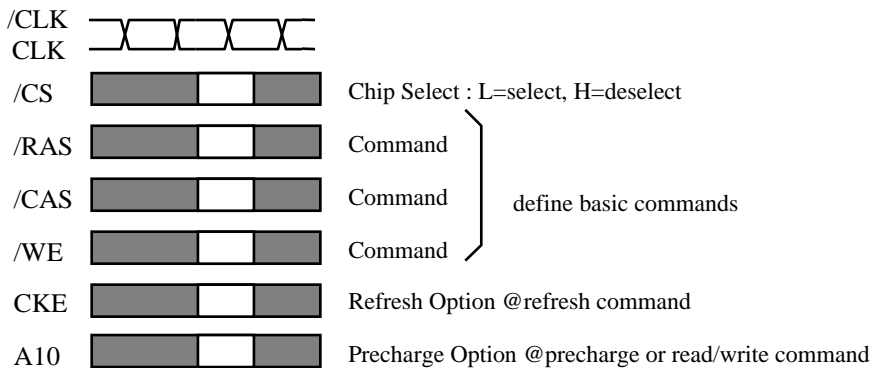 /CLK
CLK
/CS Chip Select : L=select, H=deselect
/RAS Command
/CAS Command
define basic commands
/WE Command
CKE Refresh Option @refresh command
A10 Precharge Option @precharge or read/write command